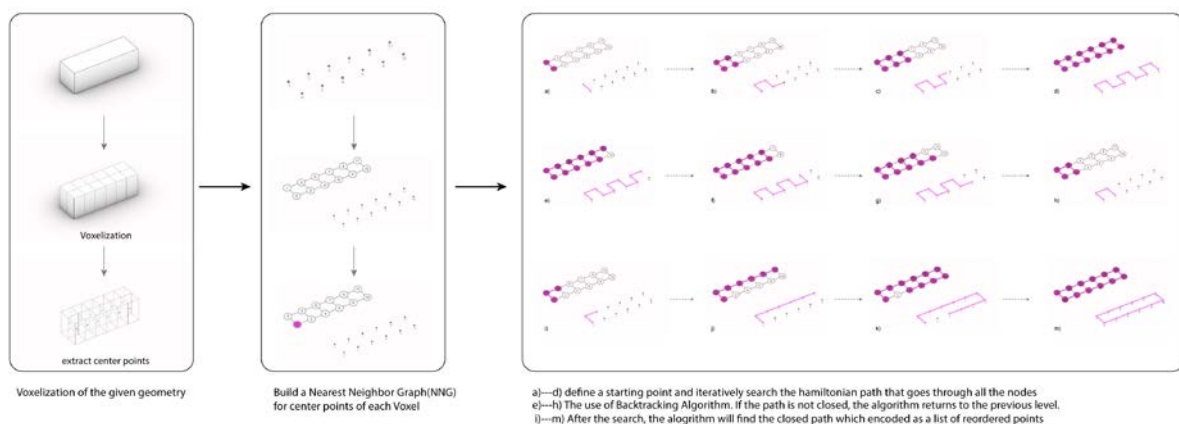 a)
b)
c)
d)
Voxelization
e)
f)
g)
h)
extract center points
i)
j)
k)
m)
Voxelization of the given geometry
Build a Nearest Neighbor Graph(NNG)
for center points of each Voxel
a)---d) define a starting point and iteratively search the hamiltonian path that goes through all the nodes
e)---h) The use of Backtracking Algorithm. If the path is not closed, the algorithm returns to the previous level.
i)---m) After the search, the alogrithm will find the closed path which encoded as a list of reordered points